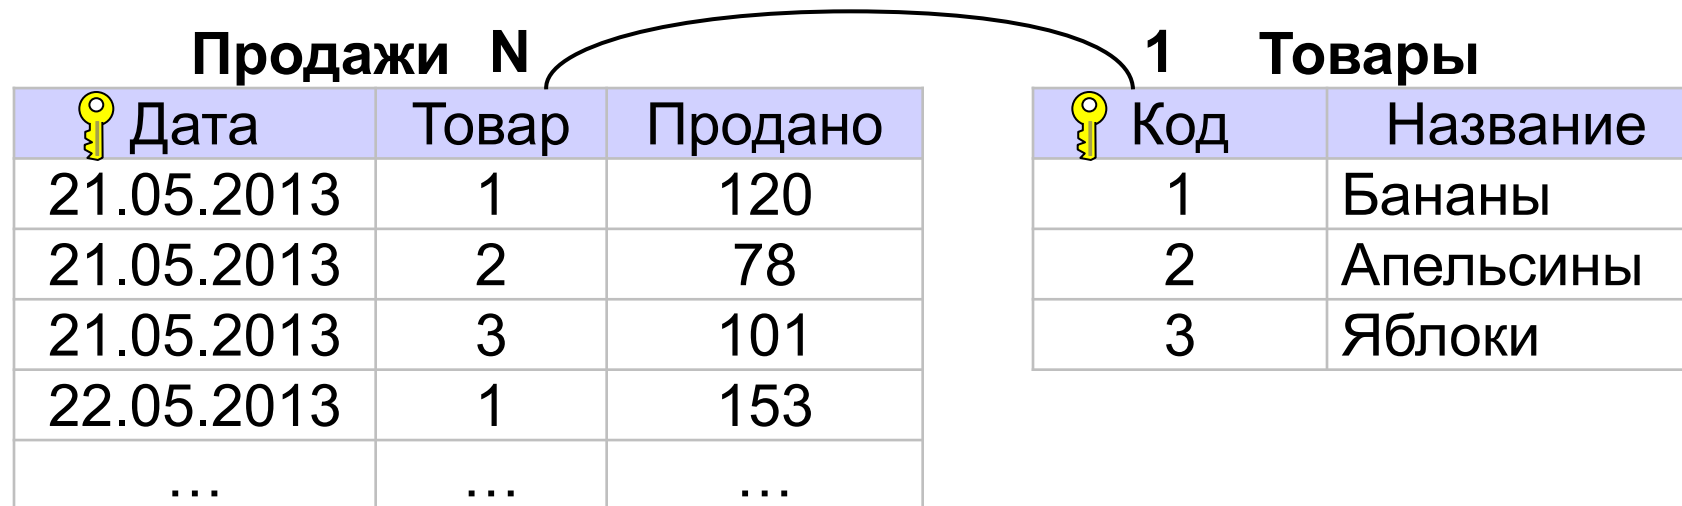 Продажи N 1 Товары
Дата Товар Продано Код Название
21.05.2013 1 120 1 Бананы
21.05.2013 2 78 2 Апельсины
21.05.2013 3 101 3 Яблоки
22.05.2013 1 153
… … …